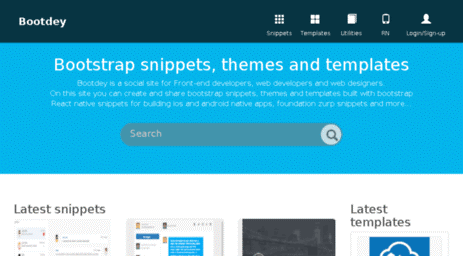 Bootdey
Snippets
Templates
Utilities
RN
Login/Sign-up
Bootstrap snippets, themes and templates
Bootdey is a social site for Front-end developers, web developers and web designers.
On this site you can create and share bootstrap snippets, themes and templates built with bootstrap
React native snippets for building ios and android native apps, foundation zurp snippets and more...
Search
Latest snippets
Latest
templates